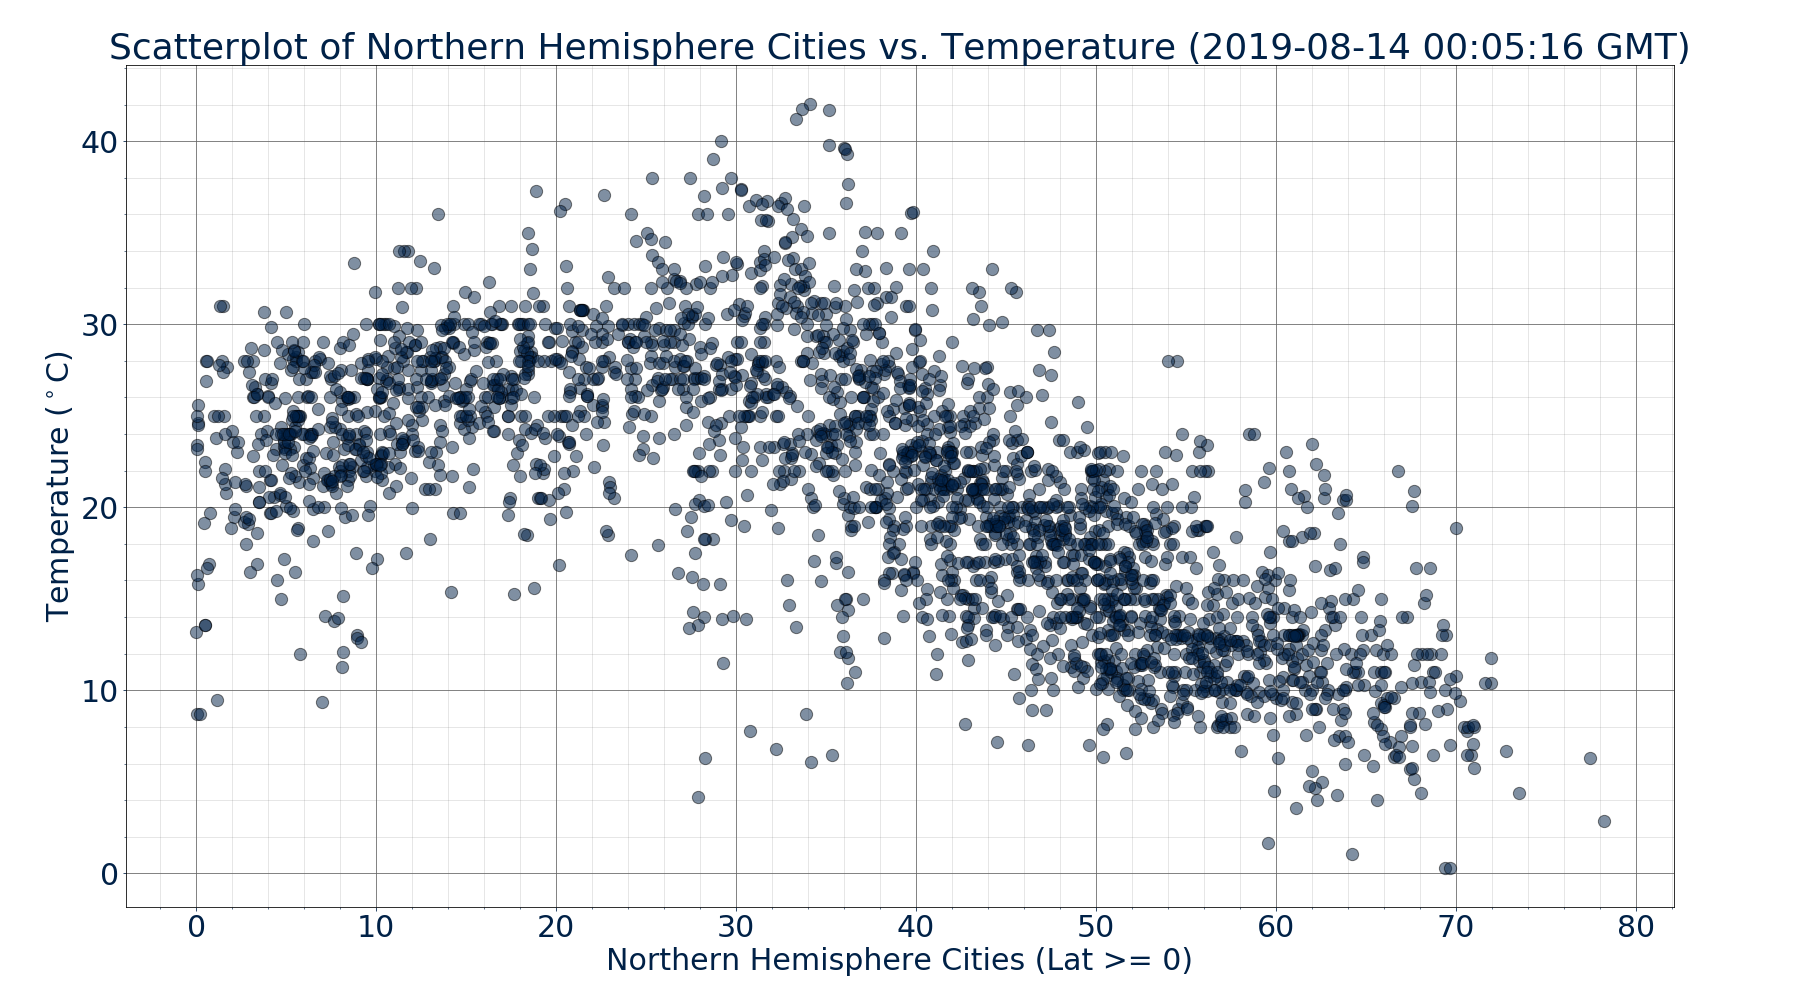 Scatterplot of Northern Hemisphere Cities vs. Temperature (2019-08-14 00:05:16 GMT)
Temperature (°C)
40
30
20
10
0
0 10 20 30 40 50 60 70 80
Northern Hemisphere Cities (Lat >= 0)